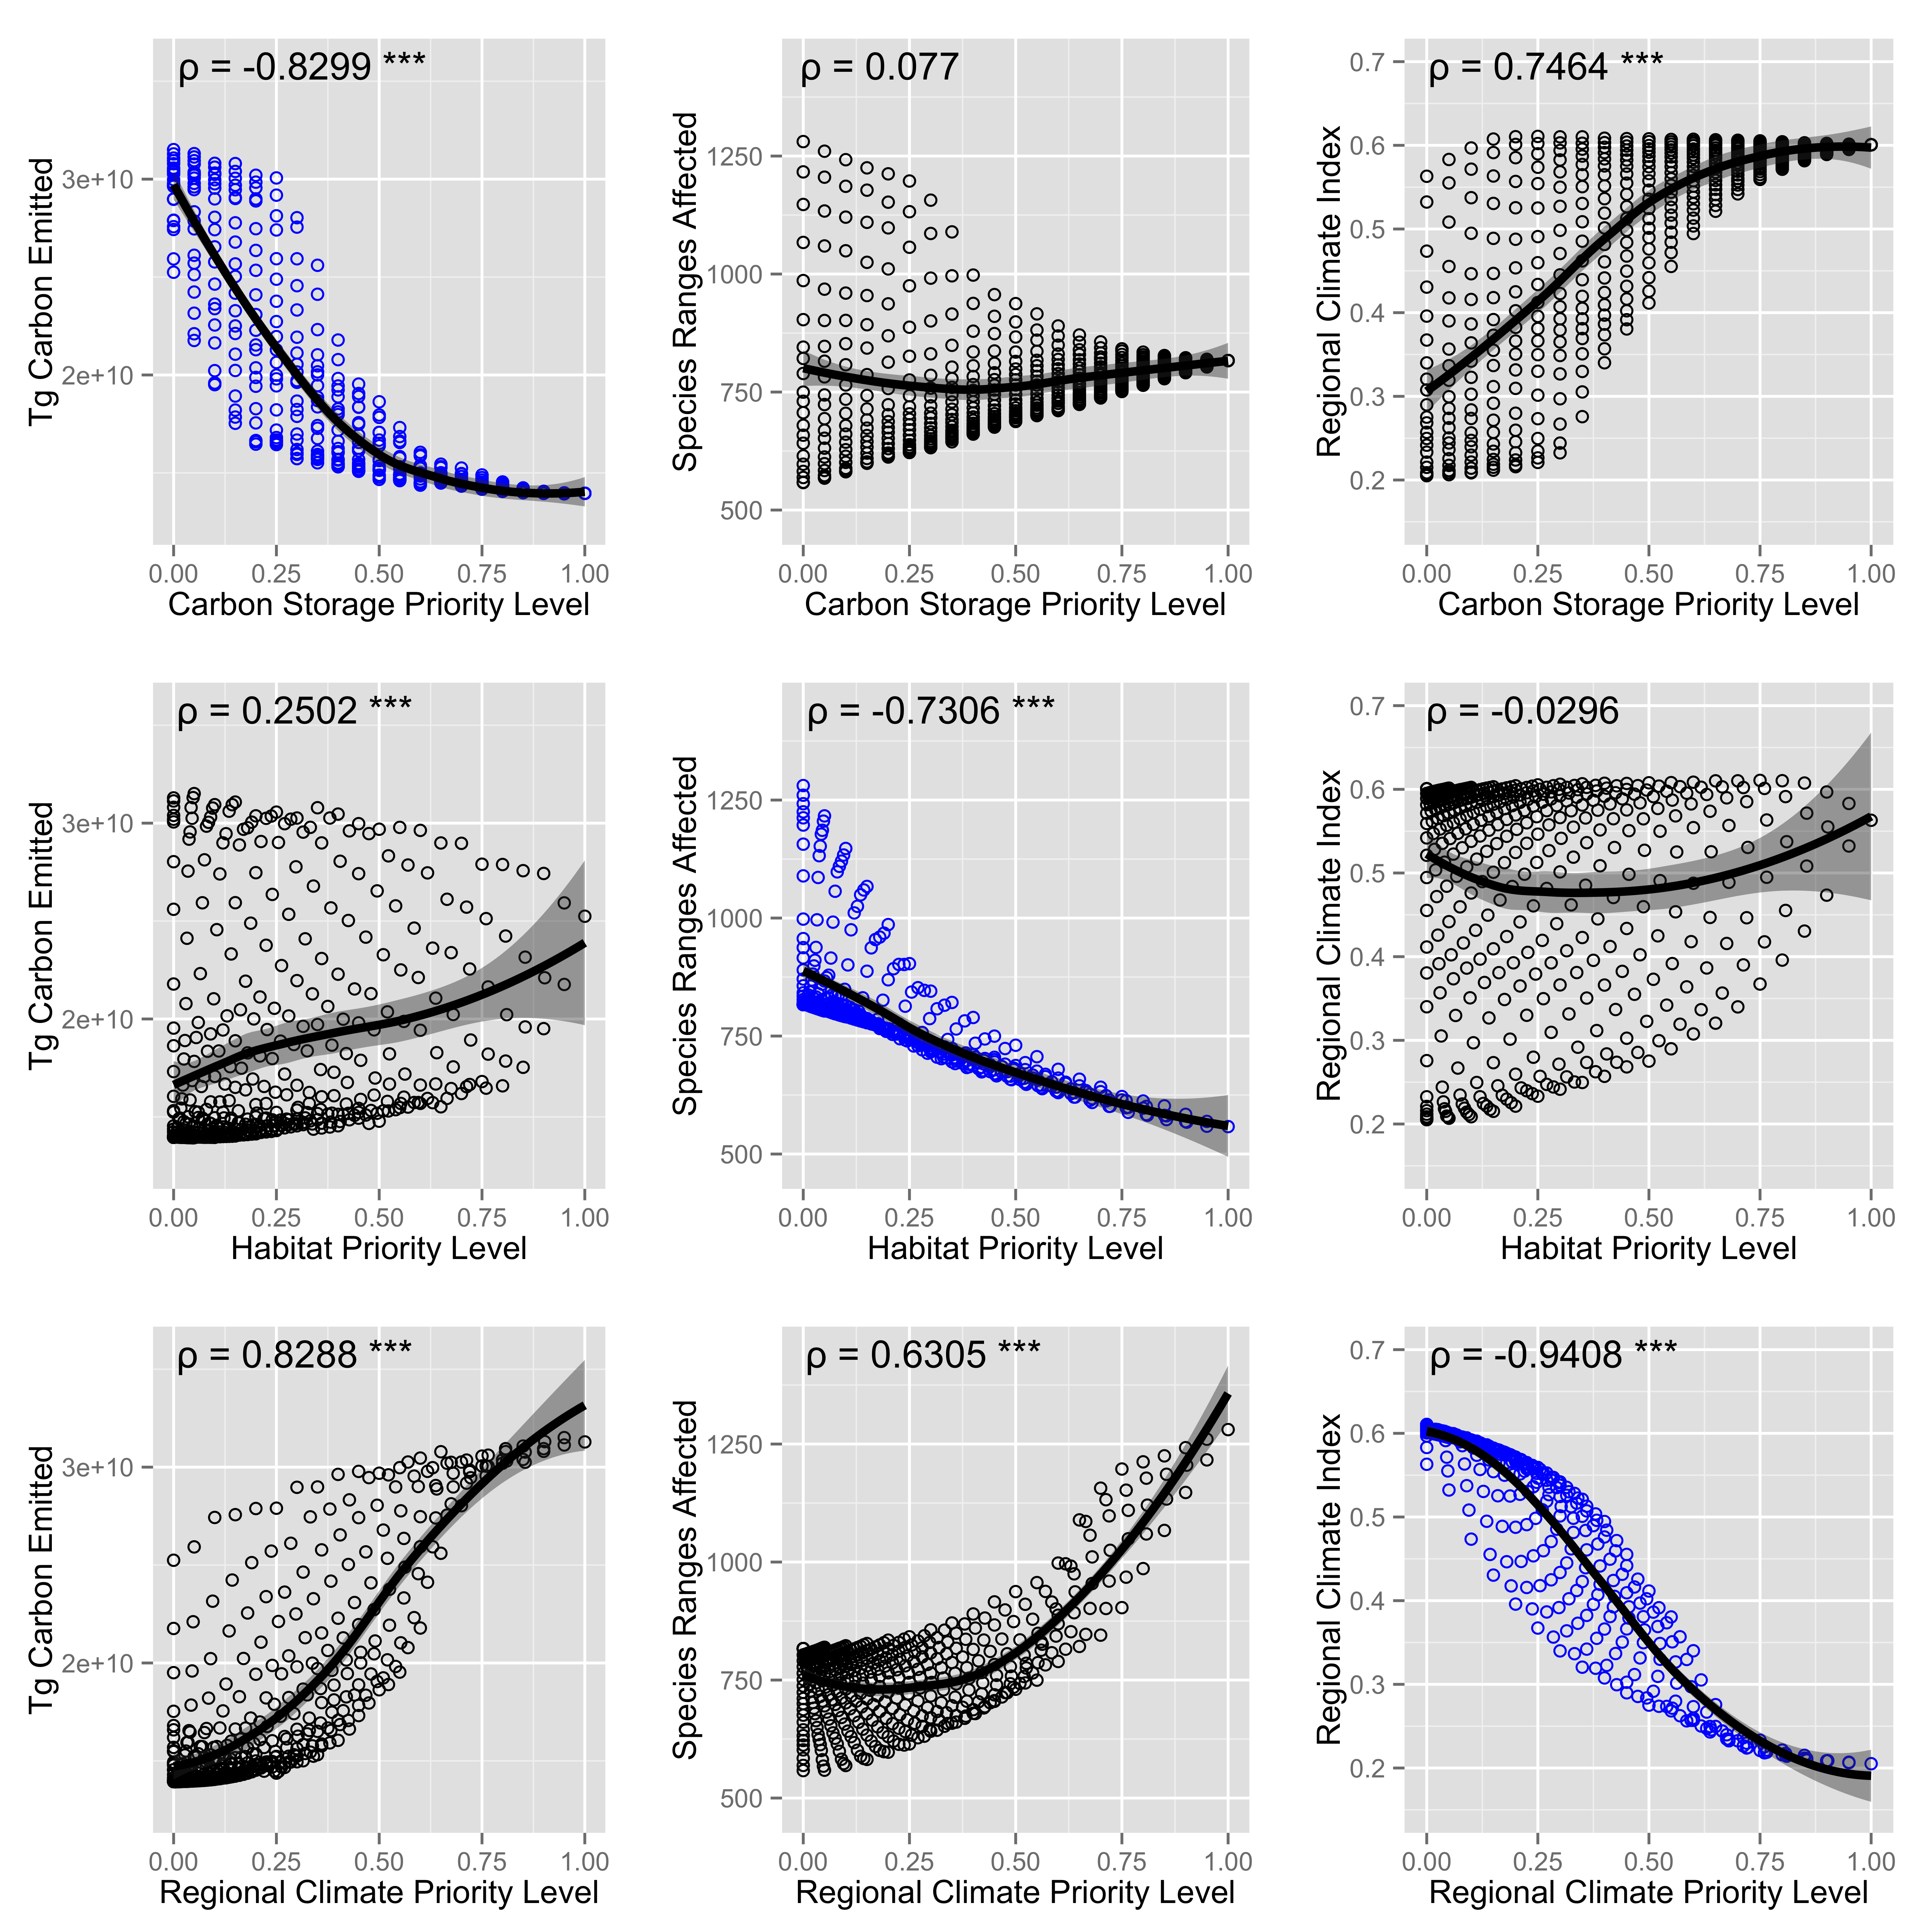 ρ = -0.8299 ***
Tg Carbon Emitted
3e+10
2e+10
0.00 0.25 0.50 0.75 1.00
Carbon Storage Priority Level
ρ = 0.077
Species Ranges Affected
1250
1000
750
500
0.00 0.25 0.50 0.75 1.00
Carbon Storage Priority Level
ρ = 0.7464 ***
Regional Climate Index
0.7
0.6
0.5
0.4
0.3
0.2
0.00 0.25 0.50 0.75 1.00
Carbon Storage Priority Level
ρ = 0.2502 ***
Tg Carbon Emitted
3e+10
2e+10
0.00 0.25 0.50 0.75 1.00
Habitat Priority Level
ρ = -0.7306 ***
Species Ranges Affected
1250
1000
750
500
0.00 0.25 0.50 0.75 1.00
Habitat Priority Level
ρ = -0.0296
Regional Climate Index
0.7
0.6
0.5
0.4
0.3
0.2
0.00 0.25 0.50 0.75 1.00
Habitat Priority Level
ρ = 0.8288 ***
Tg Carbon Emitted
3e+10
2e+10
0.00 0.25 0.50 0.75 1.00
Regional Climate Priority Level
ρ = 0.6305 ***
Species Ranges Affected
1250
1000
750
500
0.00 0.25 0.50 0.75 1.00
Regional Climate Priority Level
ρ = -0.9408 ***
Regional Climate Index
0.7
0.6
0.5
0.4
0.3
0.2
0.00 0.25 0.50 0.75 1.00
Regional Climate Priority Level